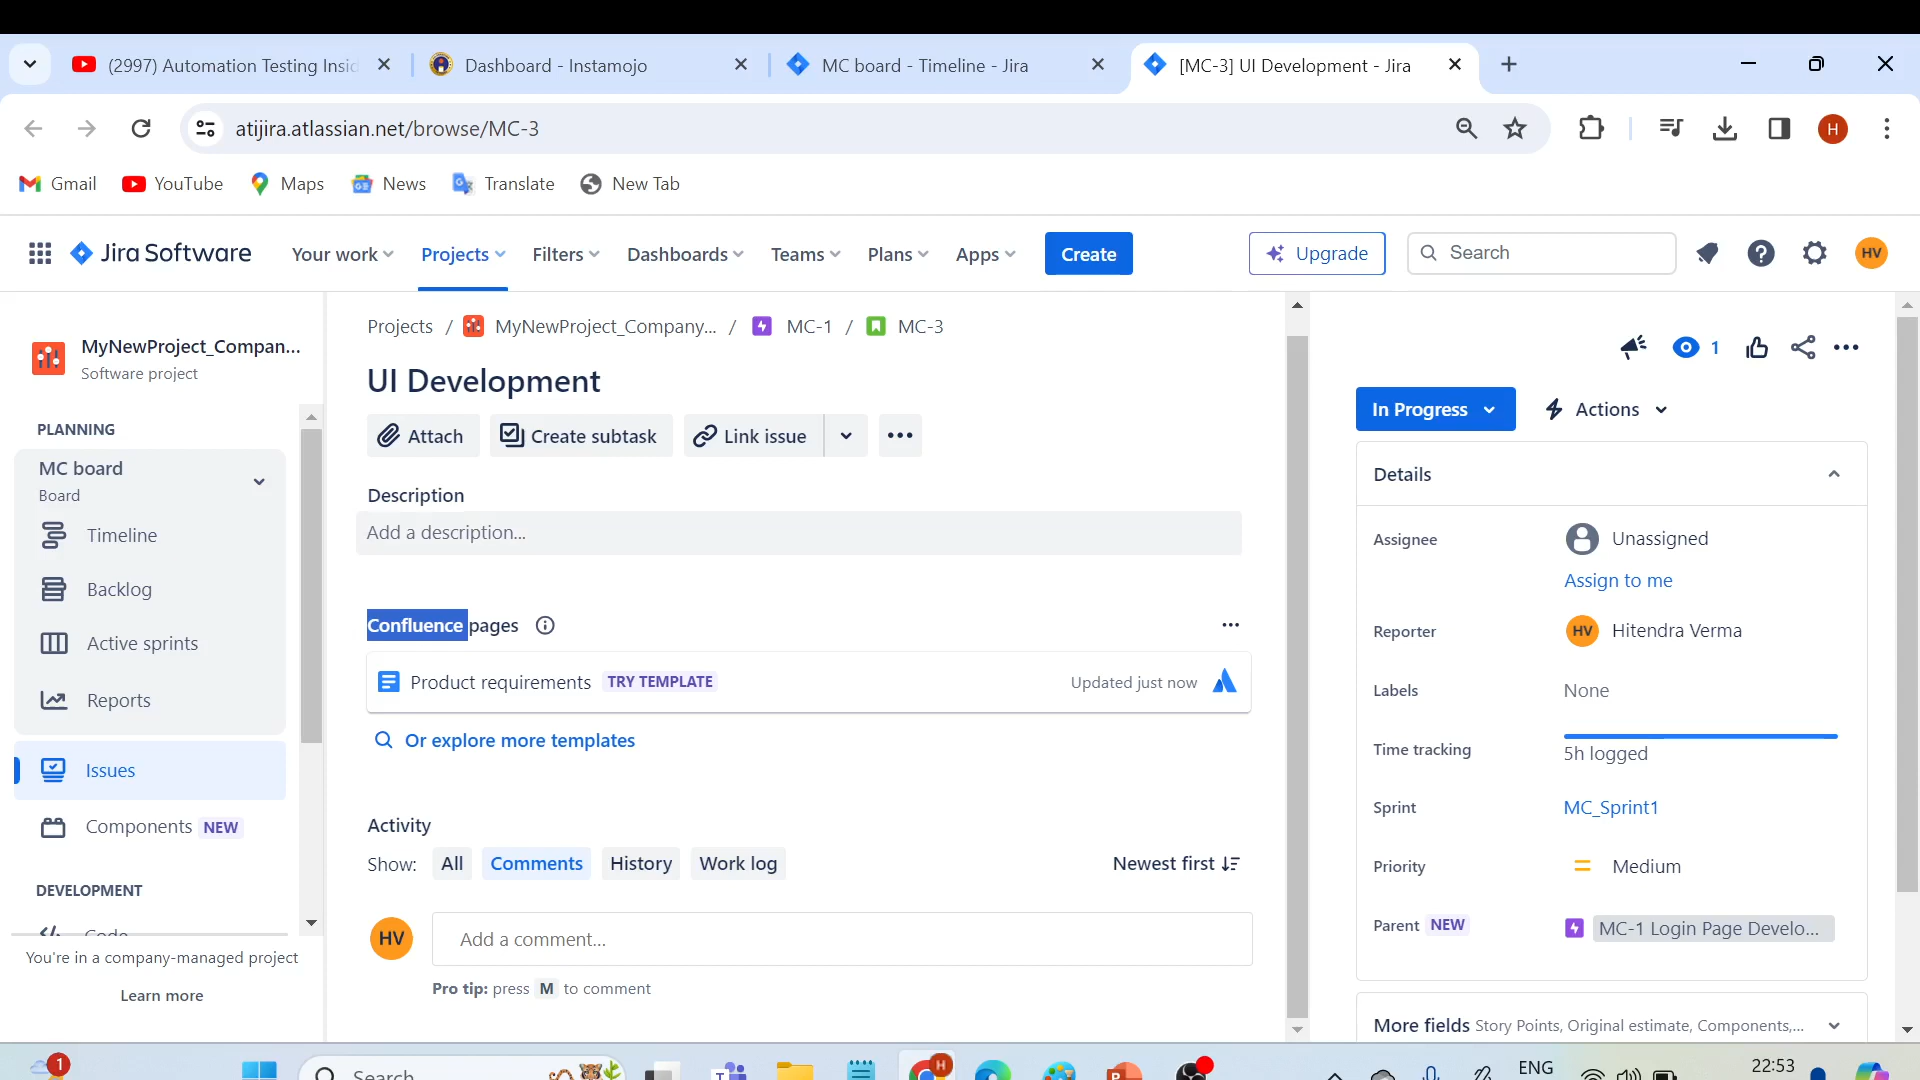 (2997) Automation Testing Insid
Dashboard - Instamojo
MC board - Timeline - Jira
[MC-3] UI Development - Jira
atijira.atlassian.net/browse/MC-3
H
Gmail
YouTube
Maps
News
Translate
New Tab
Jira Software
Your work
Projects
Filters
Dashboards
Teams
Plans
Apps
Create
Upgrade
Search
HV
MyNewProject_Compan...
Software project
PLANNING
MC board
Board
Timeline
Backlog
Active sprints
Reports
Issues
Components NEW
DEVELOPMENT
Code
You're in a company-managed project
Learn more
Projects / MyNewProject_Company... / MC-1 / MC-3
UI Development
Attach
Create subtask
Link issue
Description
Add a description...
Confluence pages
Product requirements TRY TEMPLATE
Updated just now
Or explore more templates
Activity
Show: All Comments History Work log
Newest first
HV
Add a comment...
Pro tip: press M to comment
1
In Progress
Actions
Details
Assignee
Unassigned
Assign to me
Reporter
HV Hitendra Verma
Labels
None
Time tracking
5h logged
Sprint
MC_Sprint1
Priority
Medium
Parent NEW
MC-1 Login Page Develo...
More fields Story Points, Original estimate, Components,...
1
Search
H
ENG
22:53